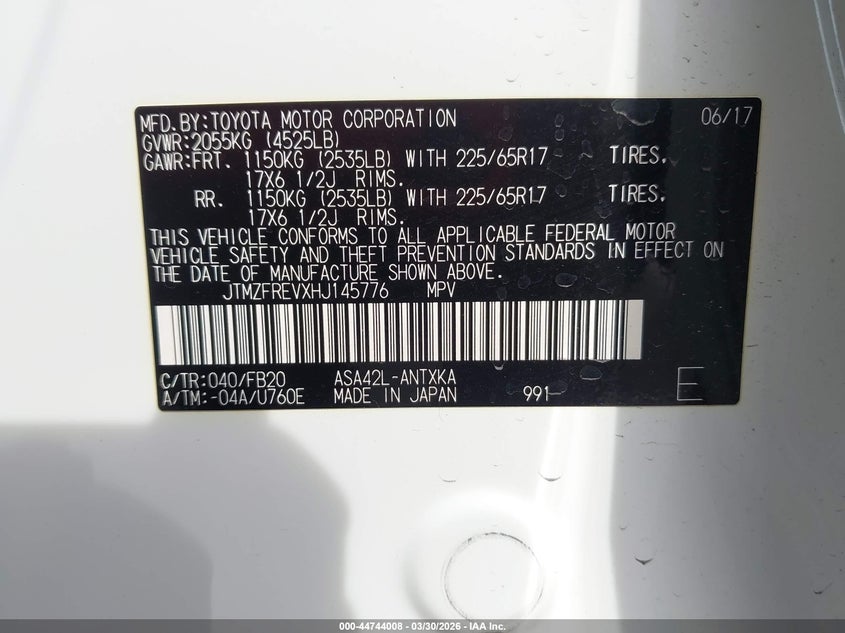 MFD.BY:TOYOTA MOTOR CORPORATION 06/17
GVWR:2055KG (4525LB)
GAWR:FRT. 1150KG (2535LB) WITH 225/65R17 TIRES.
17X6 1/2J RIMS.
RR. 1150KG (2535LB) WITH 225/65R17 TIRES.
17X6 1/2J RIMS.
THIS VEHICLE CONFORMS TO ALL APPLICABLE FEDERAL MOTOR
VEHICLE SAFETY AND THEFT PREVENTION STANDARDS IN EFFECT ON
THE DATE OF MANUFACTURE SHOWN ABOVE.
JTMZFREVXHJ145776 MPV
C/TR:040/FB20 ASA42L-ANTXKA
A/TM:-04A/U760E MADE IN JAPAN 991 E
000-44744008 - 03/30/2026 - IAA Inc.